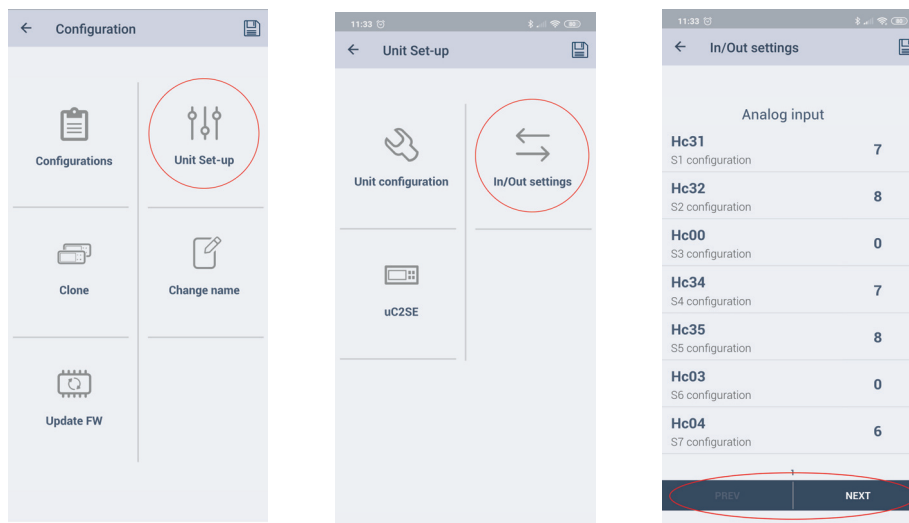 Configuration
Configurations
Unit Set-up
Clone
Change name
Update FW
11:33
Unit Set-up
Unit configuration
In/Out settings
uC2SE
11:33
In/Out settings
Analog input
Hc31
S1 configuration
7
Hc32
S2 configuration
8
Hc00
S3 configuration
0
Hc34
S4 configuration
7
Hc35
S5 configuration
8
Hc03
S6 configuration
0
Hc04
S7 configuration
6
1
PREV
NEXT